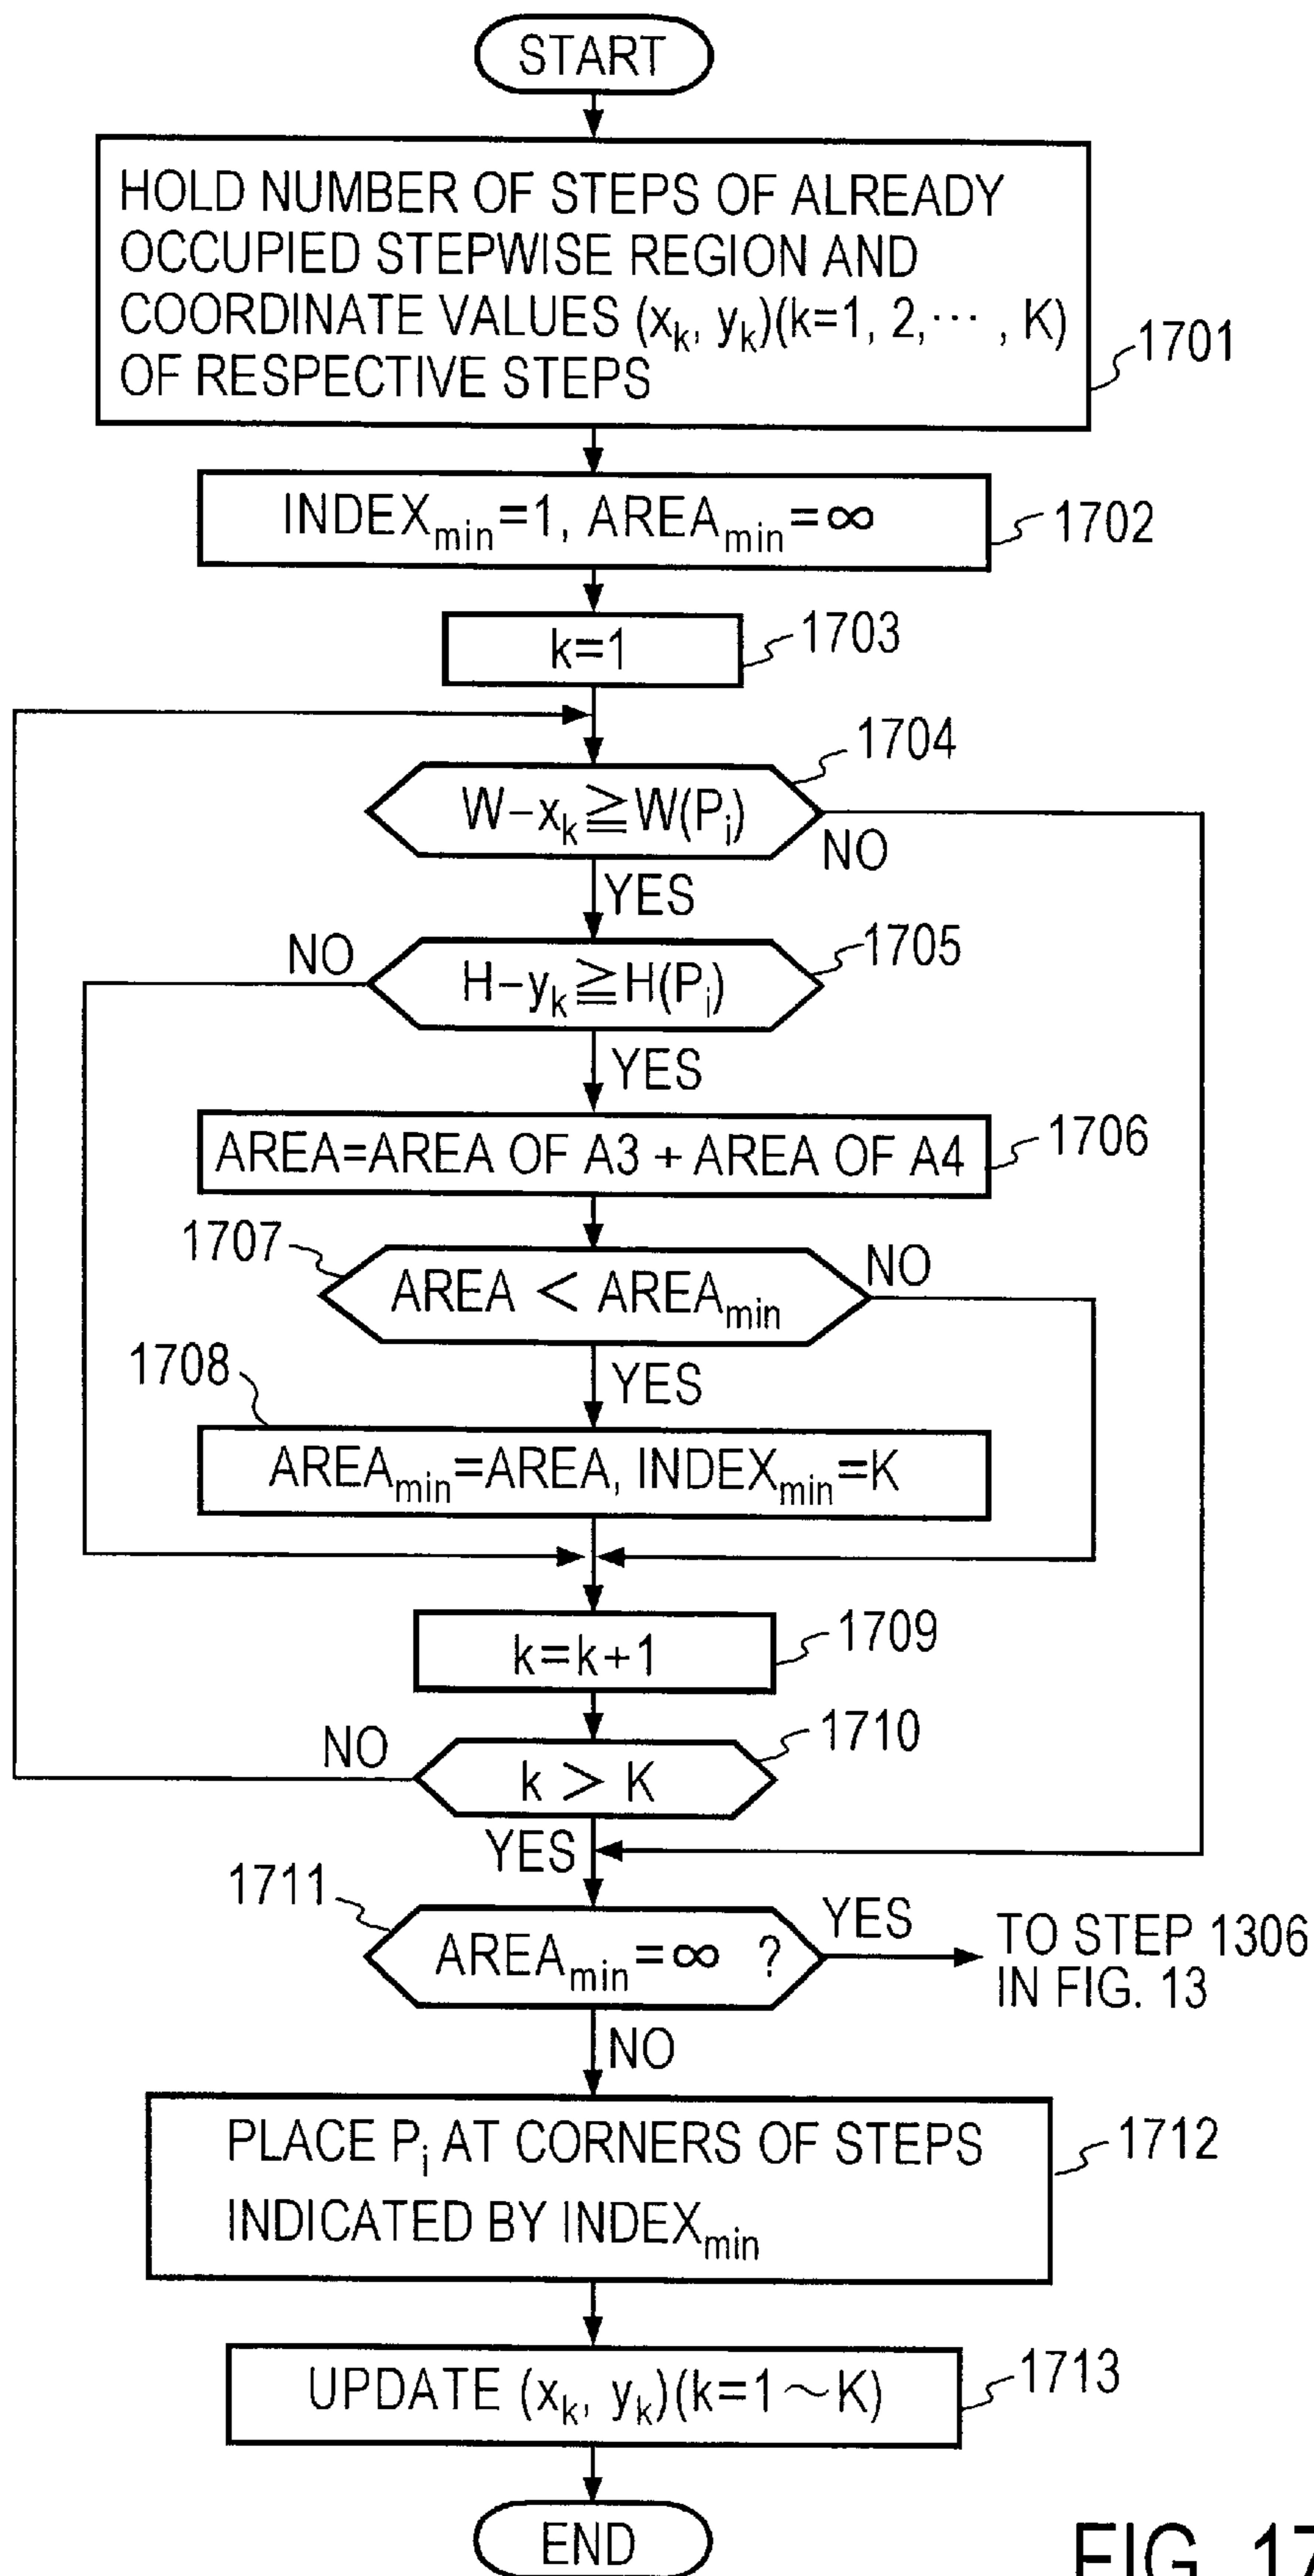 START
HOLD NUMBER OF STEPS OF ALREADY
OCCUPIED STEPWISE REGION AND
COORDINATE VALUES (xk, yk)(k=1, 2,⋯ , K)
OF RESPECTIVE STEPS
1701
INDEXmin=1, AREAmin=∞
1702
k=1
1703
W−xk≧W(Pi)
1704
NO
YES
H−yk≧H(Pi)
1705
NO
YES
AREA=AREA OF A3 + AREA OF A4
1706
1707
AREA < AREAmin
NO
YES
1708
AREAmin=AREA, INDEXmin=K
k=k+1
1709
NO
k > K
1710
YES
1711
AREAmin=∞ ?
YES
TO STEP 1306
IN FIG. 13
NO
PLACE Pi AT CORNERS OF STEPS
INDICATED BY INDEXmin
1712
UPDATE (xk, yk)(k=1～K)
1713
END
FIG. 17